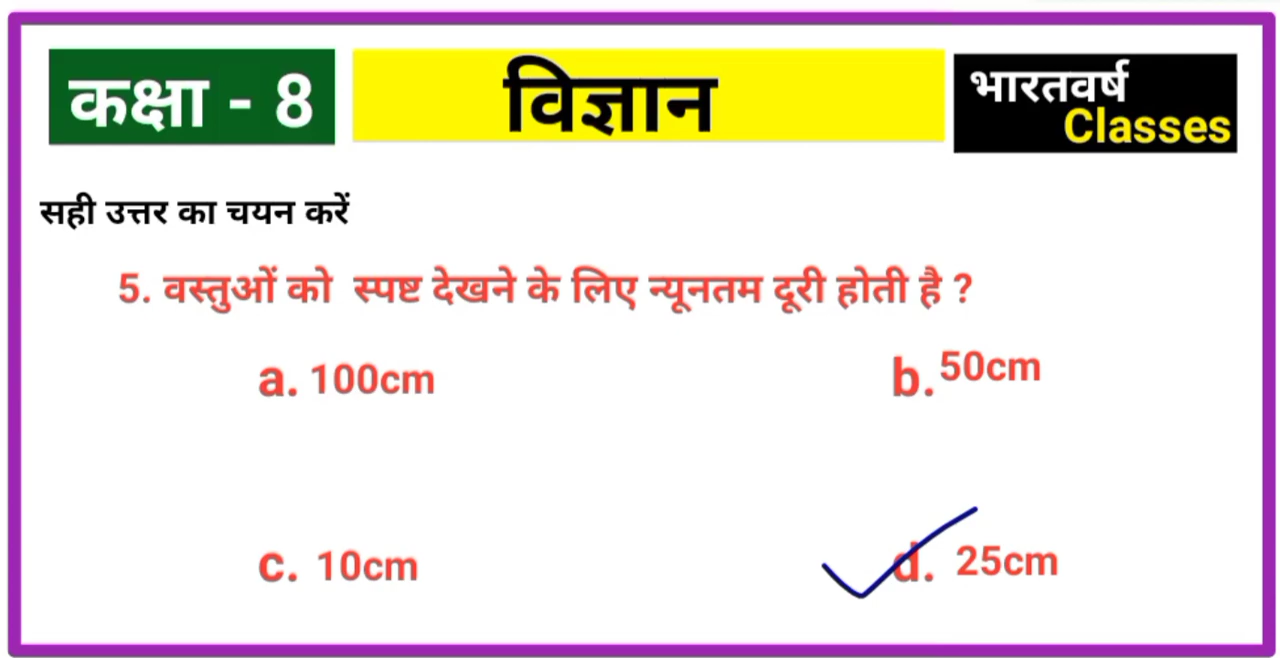 कक्षा - 8
विज्ञान
भारतवर्ष
Classes
सही उत्तर का चयन करें
5. वस्तुओं को स्पष्ट देखने के लिए न्यूनतम दूरी होती है ?
a. 100cm
b. 50cm
c. 10cm
d. 25cm